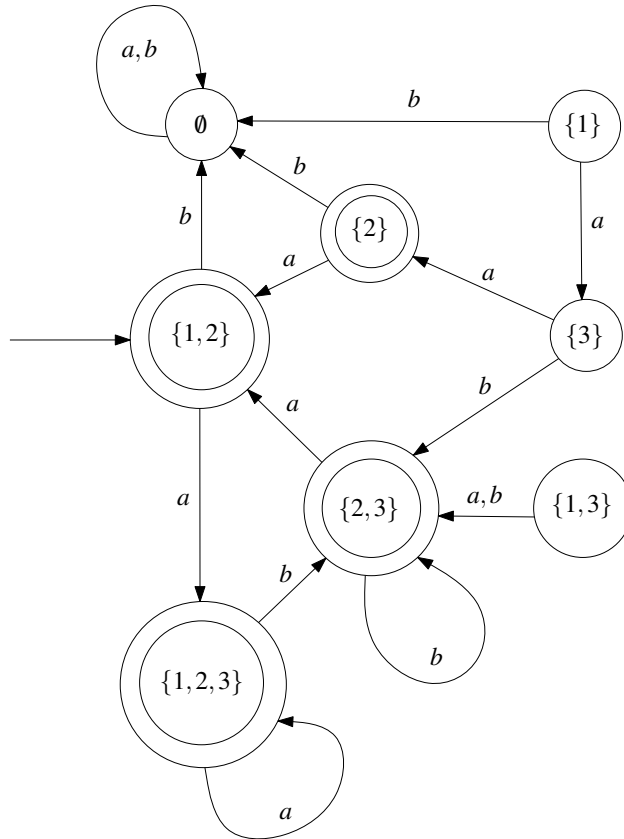 a, b
∅
b
{1}
b
{2}
a
b
a
a
{1, 2}
{3}
b
a
a
{2, 3}
a, b
{1, 3}
b
b
{1, 2, 3}
a